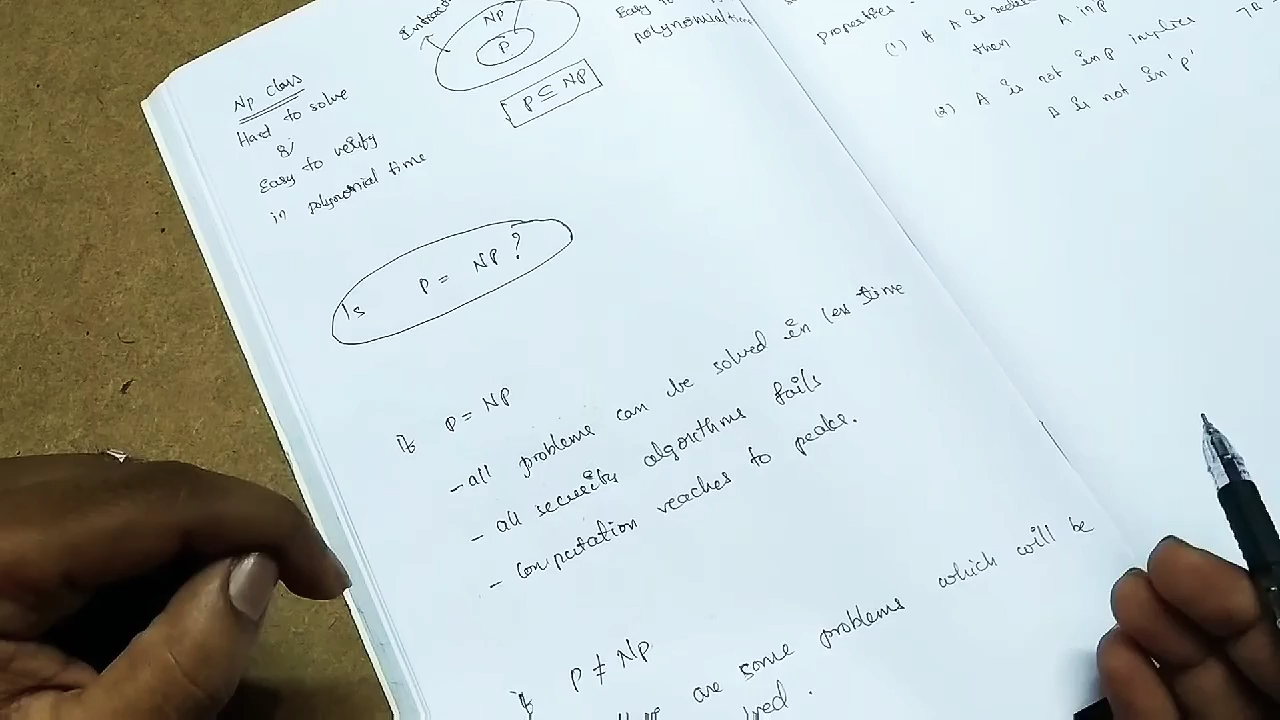 NP
P
P ⊆ NP
Easy to
polynomial time
NP class
Hard to solve
&
Easy to verify
in polynomial time
Is P = NP ?
If P = NP
- all problems can be solved in less time
- all security algorithms fails
- Computation reaches to peaks.
If P ≠ NP
are some problems which will be
properties.
(1) if A is
then A in P
(2) A is not in P implies
B is not in 'P'